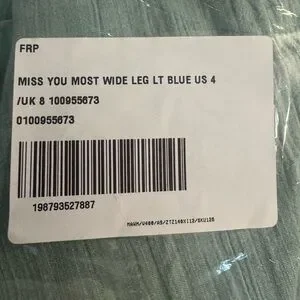 FRP
MISS YOU MOST WIDE LEG LT BLUE US 4
/UK 8 100955673
0100955673
198793527887